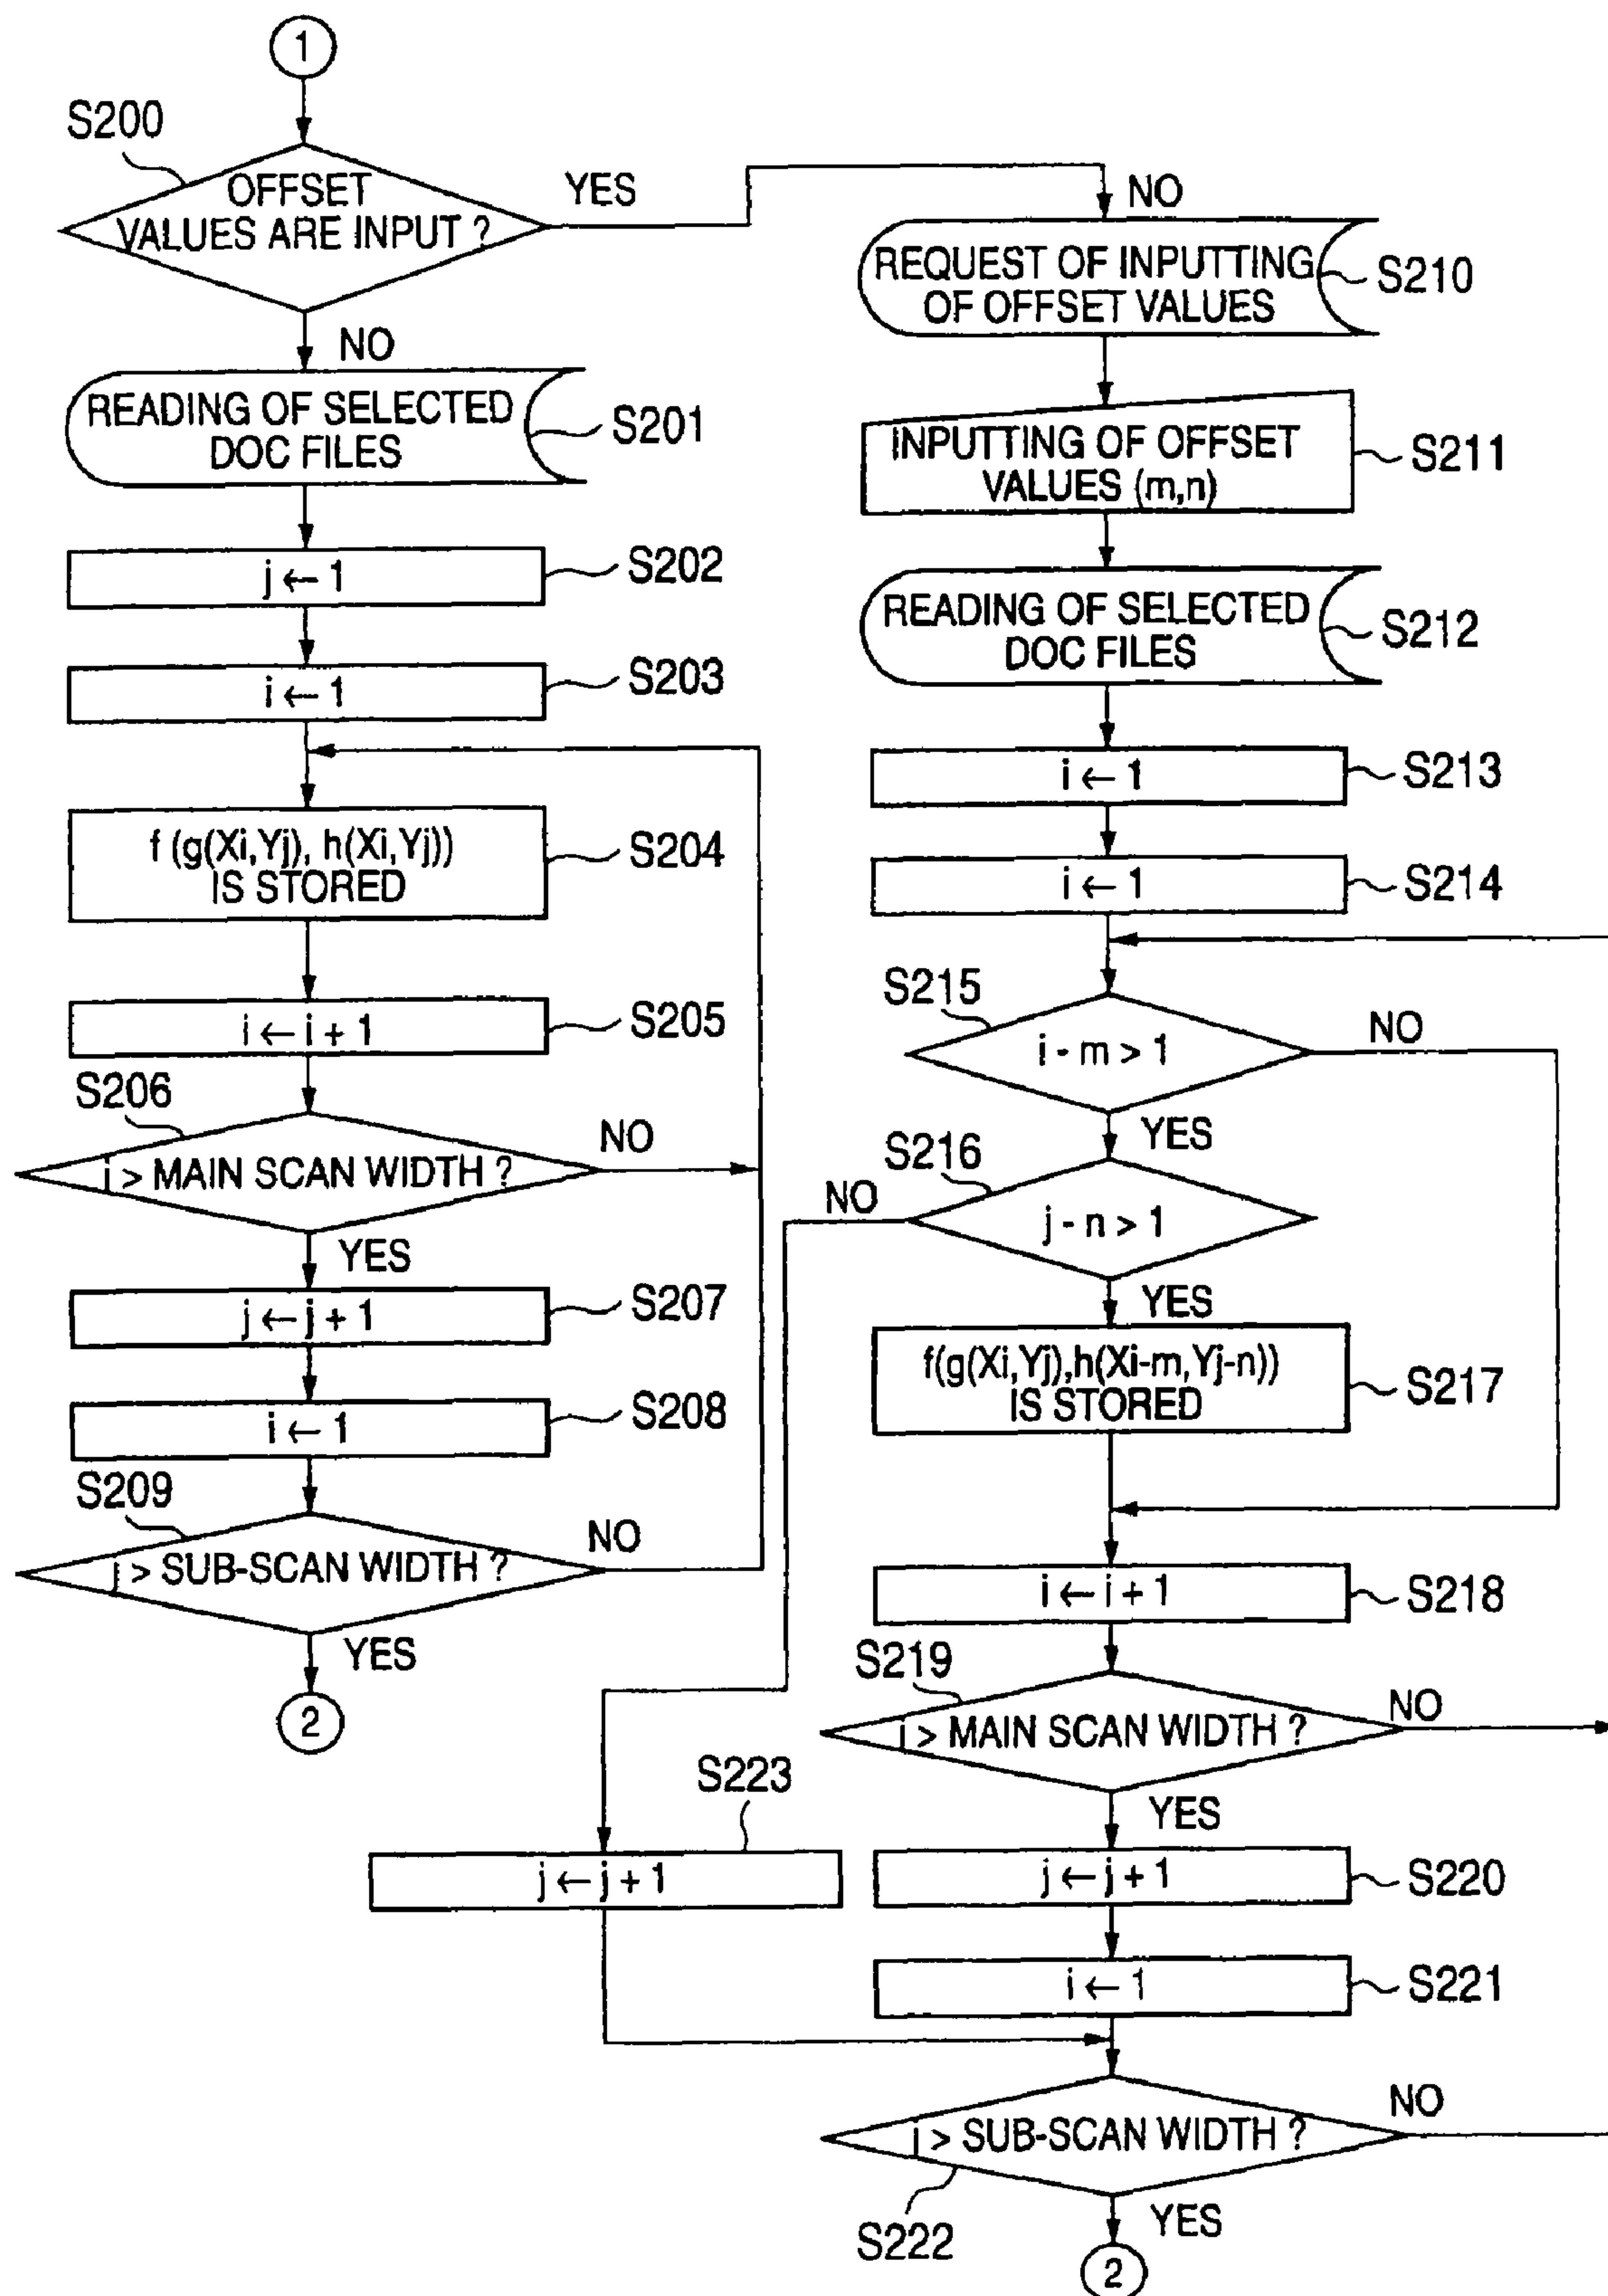 1
S200
OFFSET
VALUES ARE INPUT ?
YES
NO
READING OF SELECTED
DOC FILES
S201
j ← 1
S202
i ← 1
S203
f (g(Xi,Yj), h(Xi,Yj))
IS STORED
S204
i ← i + 1
S205
S206
i > MAIN SCAN WIDTH ?
NO
YES
j ← j + 1
S207
i ← 1
S208
S209
j > SUB-SCAN WIDTH ?
NO
YES
2
NO
REQUEST OF INPUTTING
OF OFFSET VALUES
S210
INPUTTING OF OFFSET
VALUES (m,n)
S211
READING OF SELECTED
DOC FILES
S212
i ← 1
S213
i ← 1
S214
S215
i - m > 1
NO
YES
S216
j - n > 1
NO
YES
f(g(Xi,Yj),h(Xi-m,Yj-n))
IS STORED
S217
i ← i + 1
S218
S219
i > MAIN SCAN WIDTH ?
NO
YES
S223
j ← j + 1
j ← j + 1
S220
i ← 1
S221
j > SUB-SCAN WIDTH ?
NO
S222
YES
2